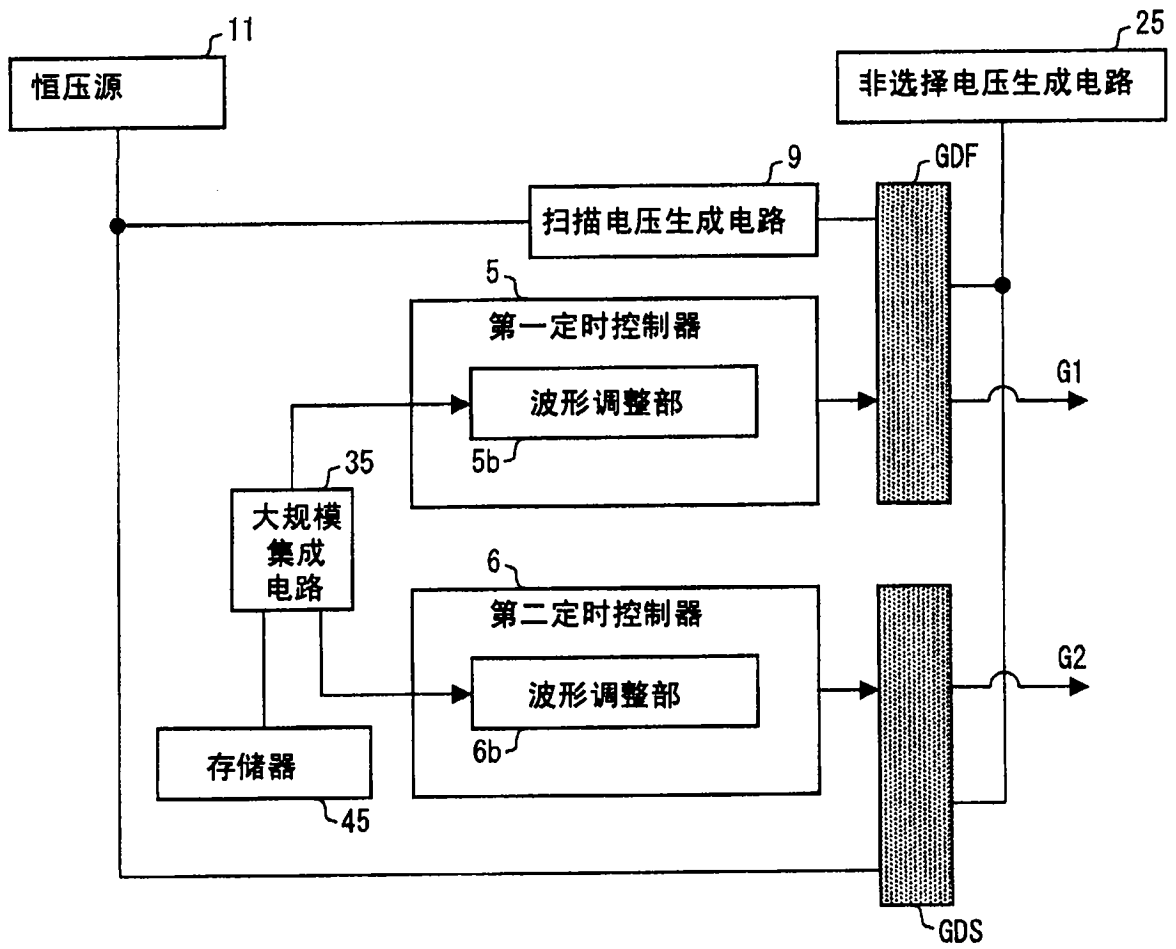 11
恒压源
25
非选择电压生成电路
GDF
9
扫描电压生成电路
5
第一定时控制器
波形调整部
5b
G1
35
大规模
集成
电路
6
第二定时控制器
波形调整部
6b
G2
存储器
45
GDS